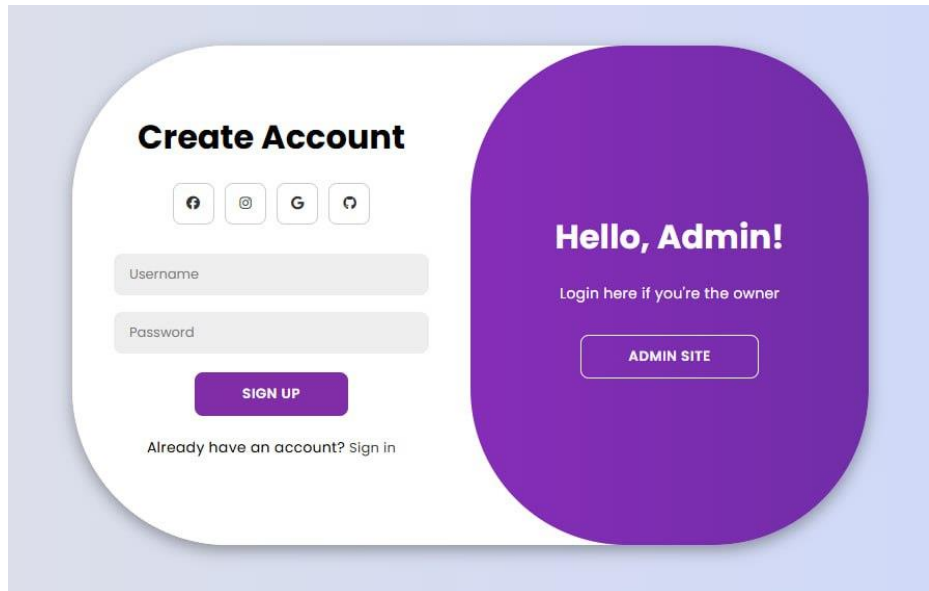 Create Account
Username
Password
SIGN UP
Already have an account? Sign in
Hello, Admin!
Login here if you're the owner
ADMIN SITE